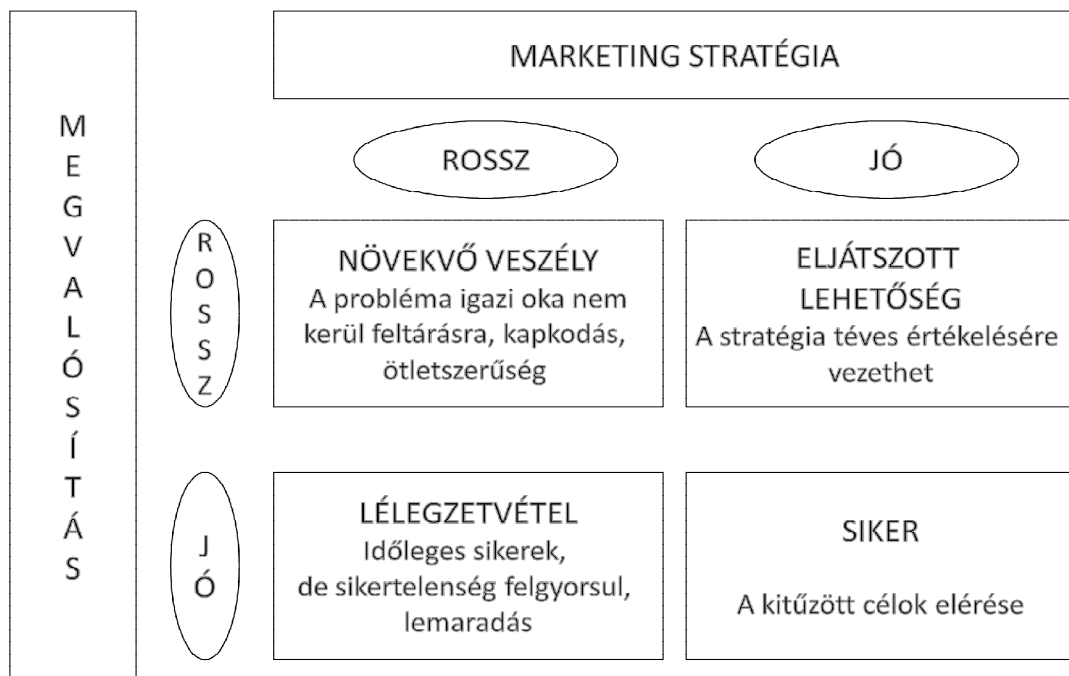 MARKETING STRATÉGIA
ROSSZ
JÓ
MEGVALÓSÍTÁS
ROSSZ
NÖVEKVŐ VESZÉLY
A probléma igazi oka nem
kerül feltárásra, kapkodás,
ötletszerűség
ELJÁTSZOTT
LEHETŐSÉG
A stratégia téves értékelésére
vezethet
JÓ
LÉLEGZETVÉTEL
Időleges sikerek,
de sikertelenség felgyorsul,
lemaradás
SIKER
A kitűzött célok elérése